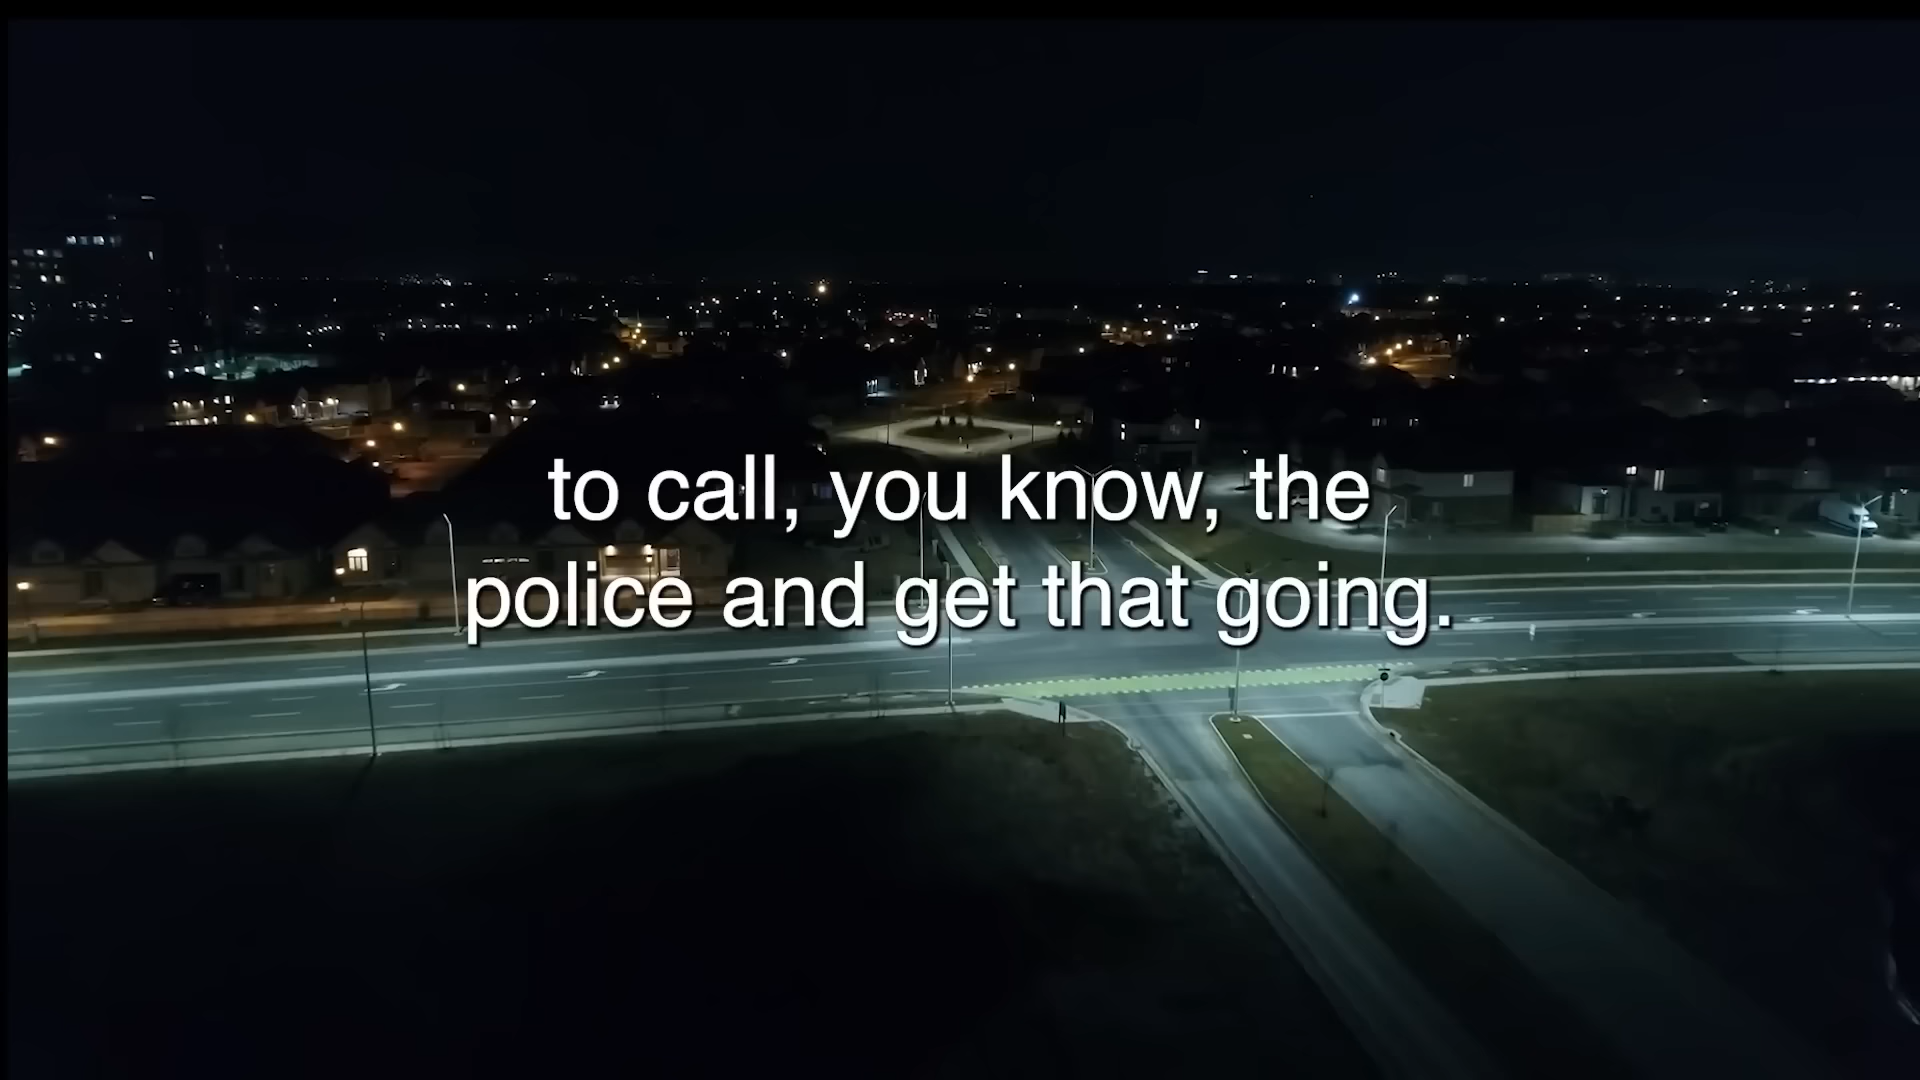 to call, you know, the
police and get that going.